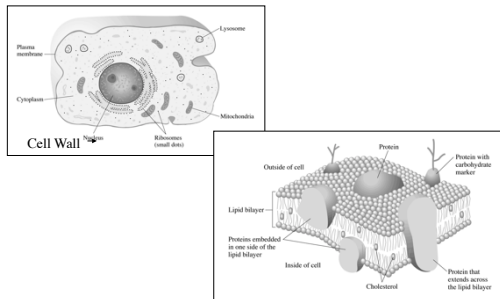 Lysosome
Plasma
membrane
Cytoplasm
Nucleus
Ribosomes
(small dots)
Mitochondria
Cell Wall
Protein
Protein with
carbohydrate
marker
Outside of cell
Lipid bilayer
Proteins embedded
in one side of the
lipid bilayer
Inside of cell
Cholesterol
Protein that
extends across
the lipid bilayer